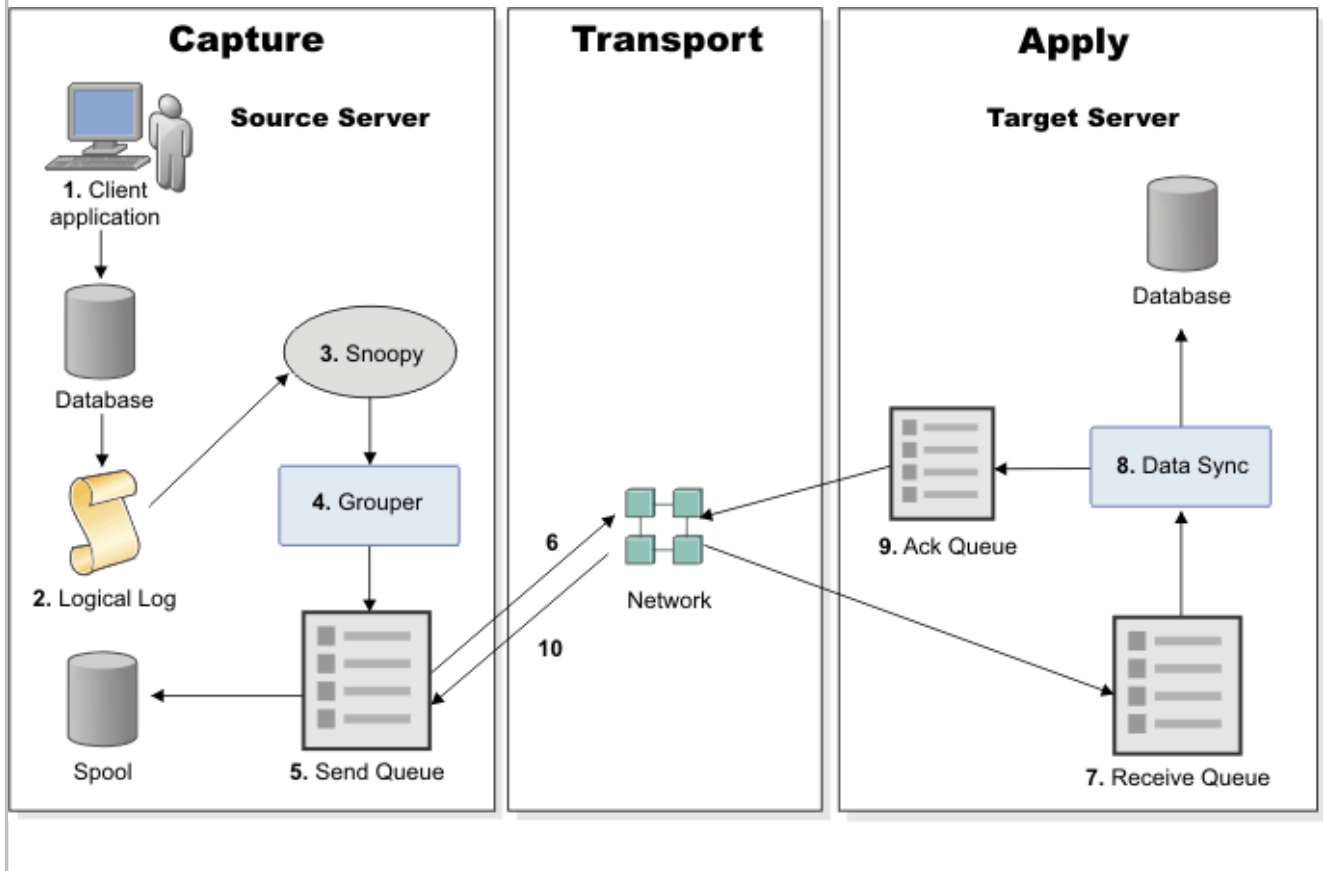 Capture
Source Server
1. Client
application
Database
2. Logical Log
3. Snoopy
4. Grouper
5. Send Queue
Spool
Transport
6
10
Network
Apply
Target Server
Database
8. Data Sync
9. Ack Queue
7. Receive Queue